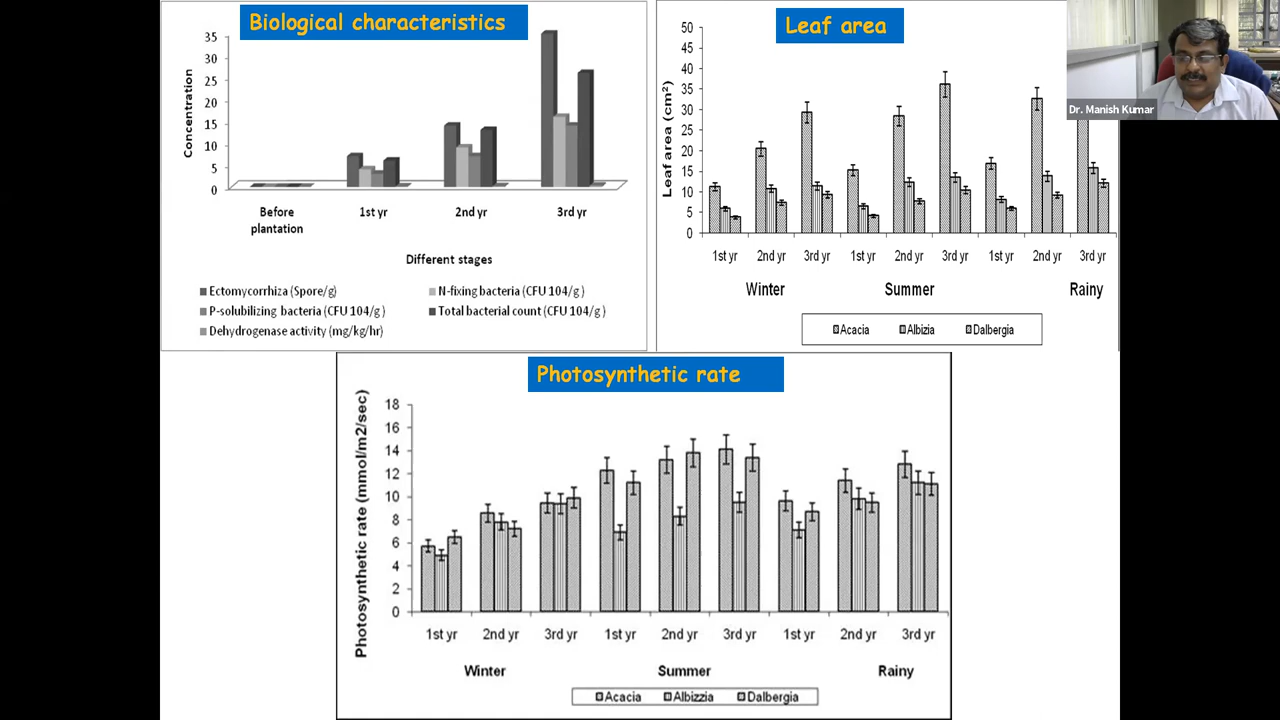 Biological characteristics
35
30
25
20
15
10
5
0
Concentration
Before plantation
1st yr
2nd yr
3rd yr
Different stages
Ectomycorrhiza (Spore/g)
N-fixing bacteria (CFU 104/g )
P-solubilizing bacteria (CFU 104/g )
Total bacterial count (CFU 104/g )
Dehydrogenase activity (mg/kg/hr)
Leaf area
50
45
40
35
30
25
20
15
10
5
0
Leaf area (cm²)
1st yr 2nd yr 3rd yr 1st yr 2nd yr 3rd yr 1st yr 2nd yr 3rd yr
Winter Summer Rainy
Acacia Albizia Dalbergia
Dr. Manish Kumar
Photosynthetic rate
18
16
14
12
10
8
6
4
2
0
Photosynthetic rate (mmol/m2/sec)
1st yr 2nd yr 3rd yr 1st yr 2nd yr 3rd yr 1st yr 2nd yr 3rd yr
Winter Summer Rainy
Acacia Albizzia Dalbergia